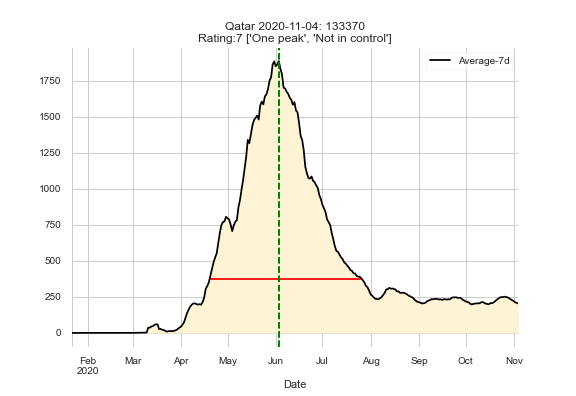 Qatar 2020-11-04: 133370
Rating:7 ['One peak', 'Not in control']
Average-7d
1750
1500
1250
1000
750
500
250
0
Feb Mar Apr May Jun Jul Aug Sep Oct Nov
2020
Date